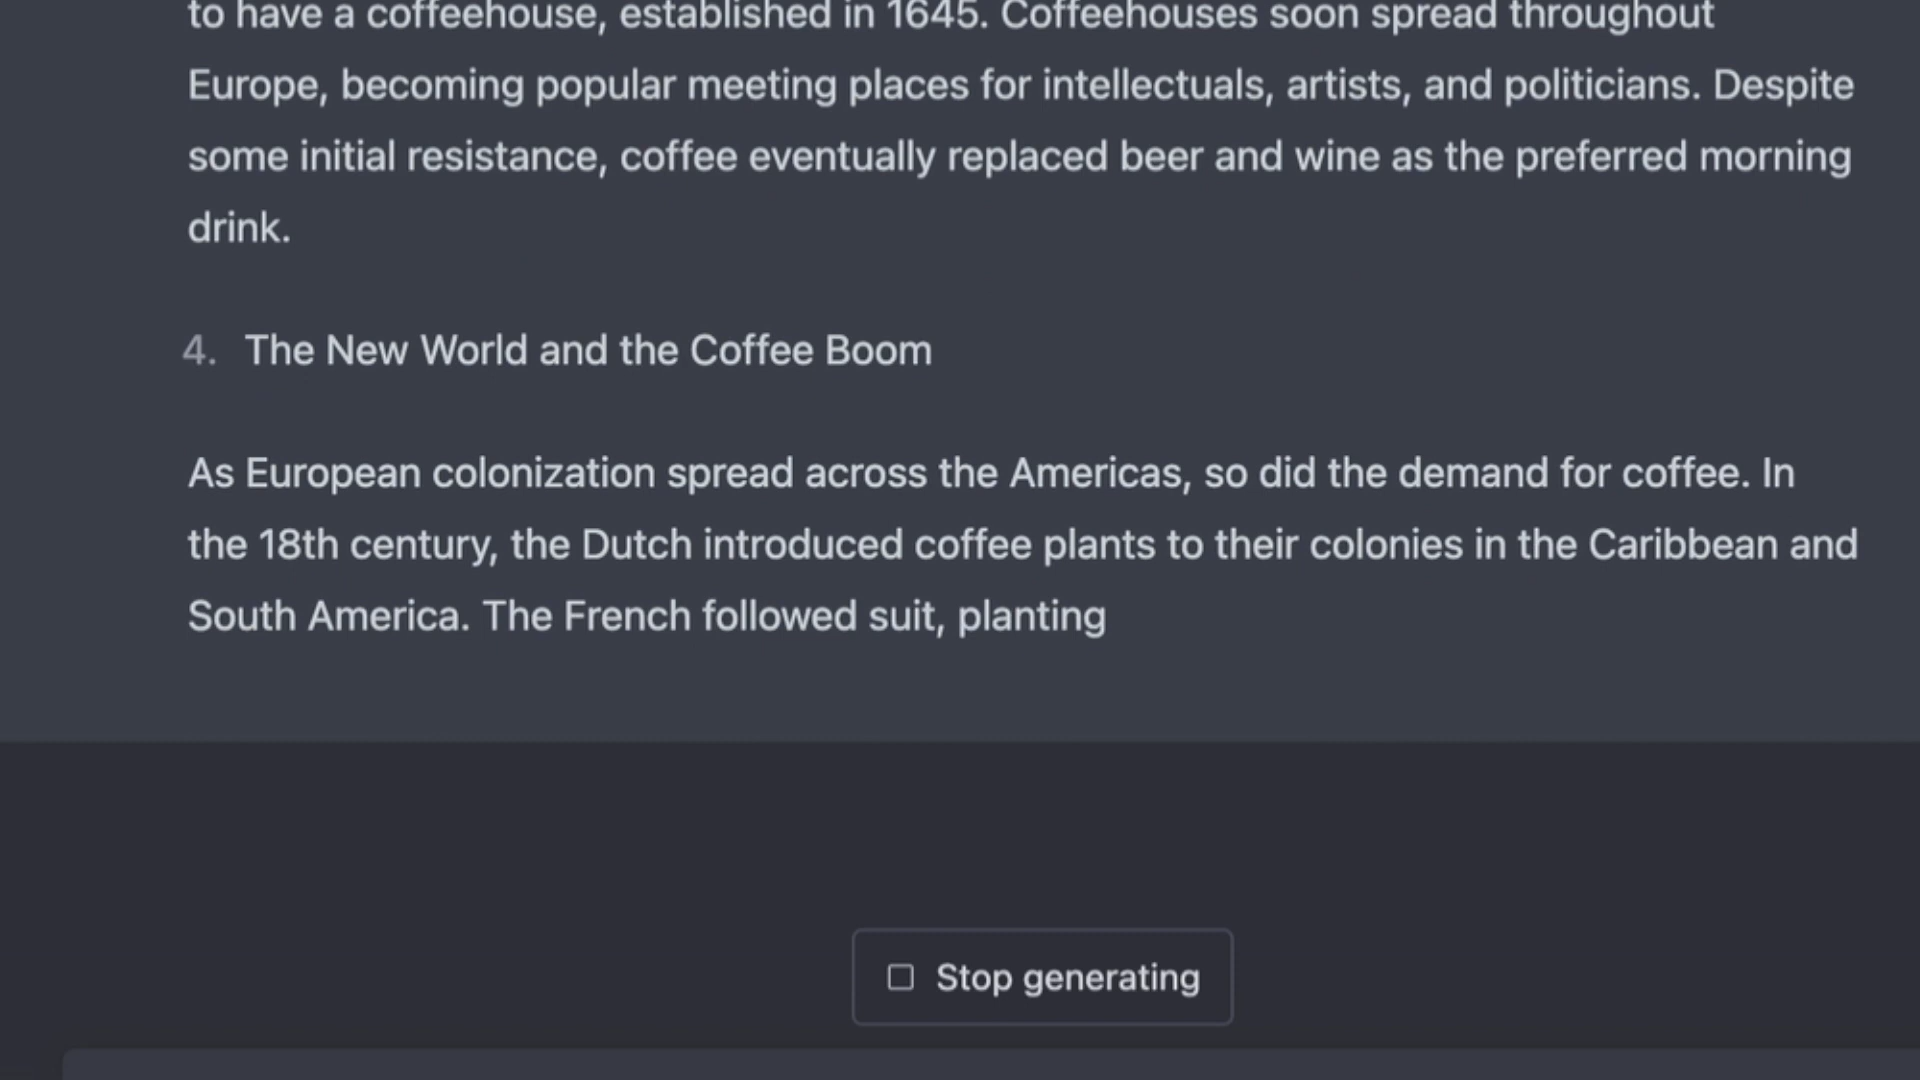 to have a coffeehouse, established in 1645. Coffeehouses soon spread throughout
Europe, becoming popular meeting places for intellectuals, artists, and politicians. Despite
some initial resistance, coffee eventually replaced beer and wine as the preferred morning
drink.
4. The New World and the Coffee Boom
As European colonization spread across the Americas, so did the demand for coffee. In
the 18th century, the Dutch introduced coffee plants to their colonies in the Caribbean and
South America. The French followed suit, planting
Stop generating